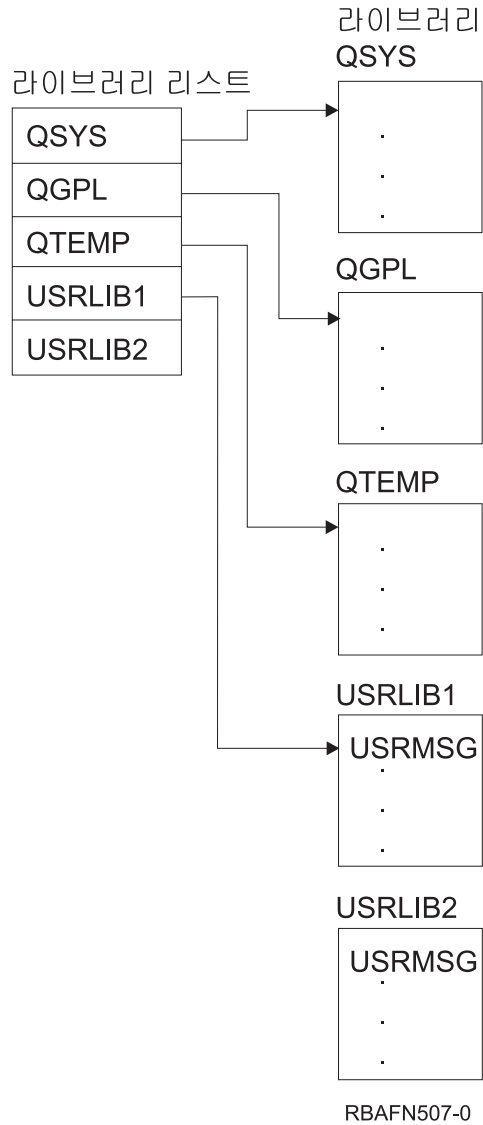 라이브러리 리스트
QSYS
QGPL
QTEMP
USRLIB1
USRLIB2
라이브러리
QSYS
.
.
.
QGPL
.
.
.
QTEMP
.
.
.
USRLIB1
USRMSG
.
.
.
USRLIB2
USRMSG
.
.
.
RBAFN507-0